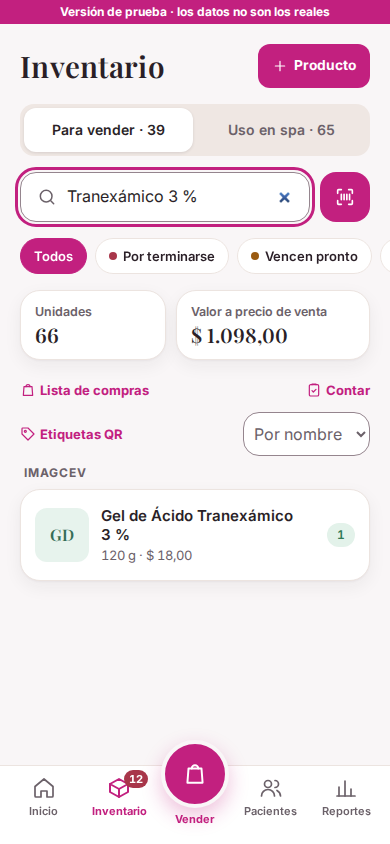 Versión de prueba · los datos no son los reales
Inventario
+ Producto
Para vender · 39
Uso en spa · 65
Tranexámico 3 %
Todos
Por terminarse
Vencen pronto
Unidades
66
Valor a precio de venta
$ 1.098,00
Lista de compras
Contar
Etiquetas QR
Por nombre
IMAGCEV
GD
Gel de Ácido Tranexámico
3 %
120 g · $ 18,00
1
12
Inicio
Inventario
Vender
Pacientes
Reportes